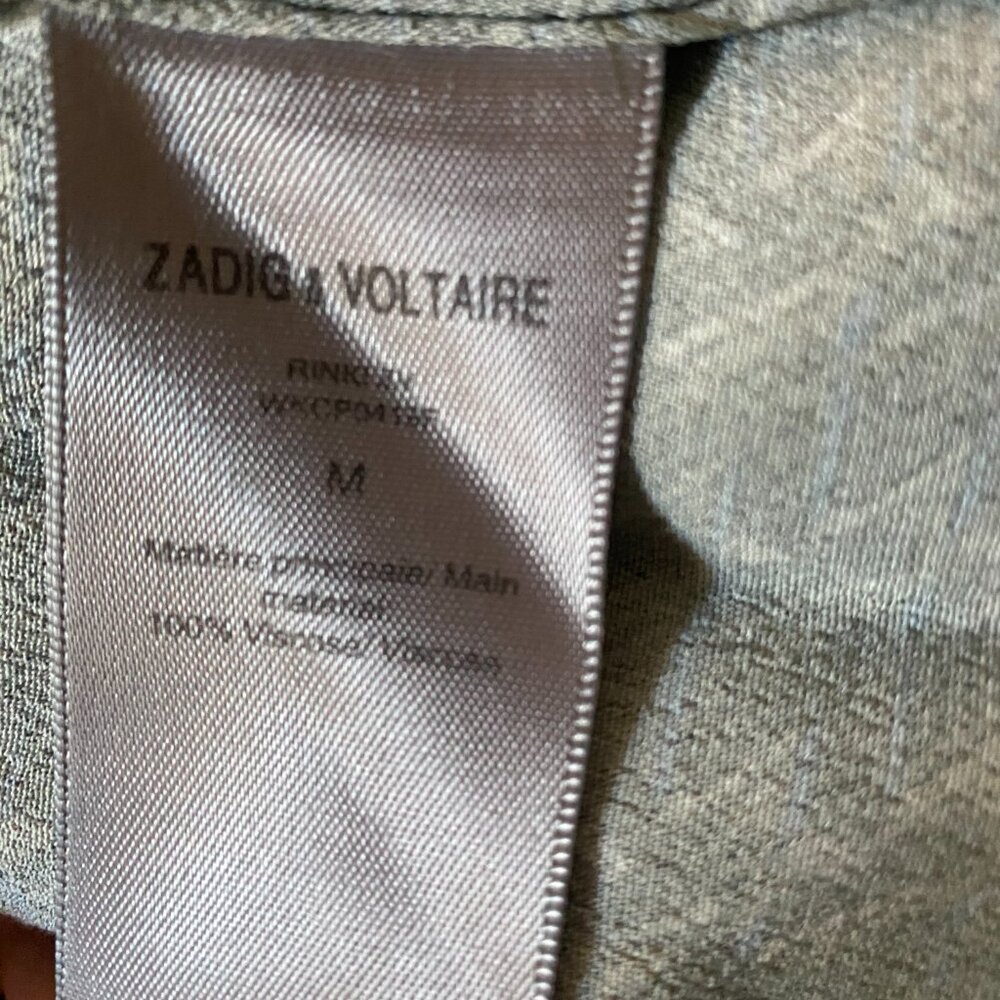 ZADIG & VOLTAIRE
M
Matière principale/ Main
material
100% Viscose/ Viscose